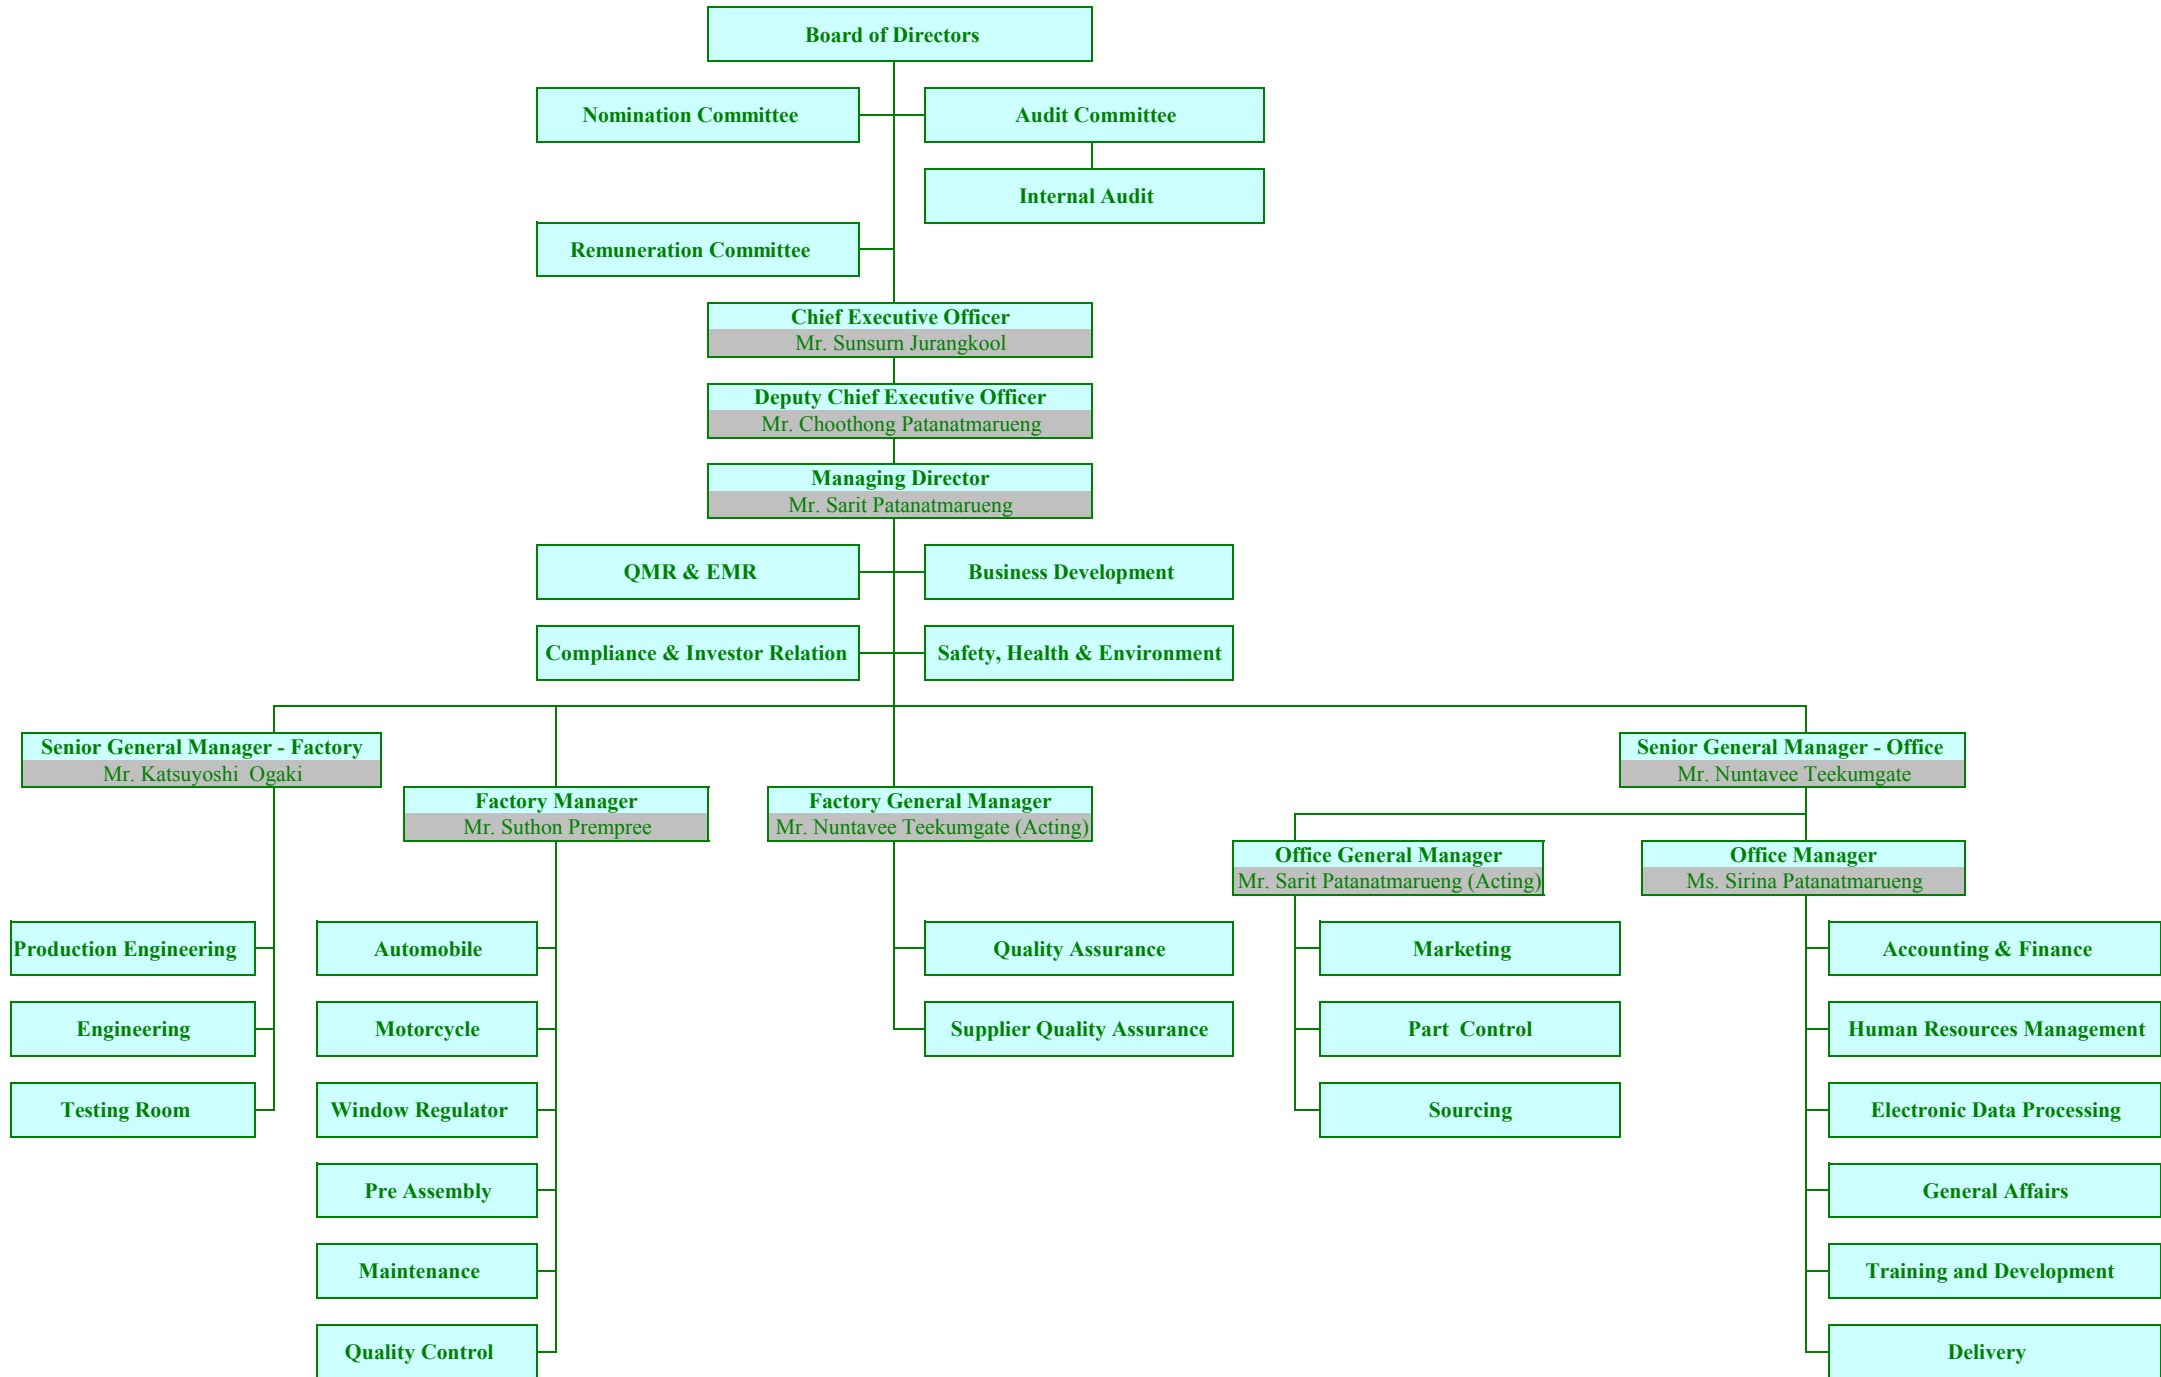 Board of Directors
Nomination Committee
Audit Committee
Internal Audit
Remuneration Committee
Chief Executive Officer
Mr. Sunsurn Jurangkool
Deputy Chief Executive Officer
Mr. Choothong Patanatmarueng
Managing Director
Mr. Sarit Patanatmarueng
QMR & EMR
Business Development
Compliance & Investor Relation
Safety, Health & Environment
Senior General Manager - Factory
Mr. Katsuyoshi Ogaki
Senior General Manager - Office
Mr. Nuntavee Teekumgate
Factory Manager
Mr. Suthon Prempree
Factory General Manager
Mr. Nuntavee Teekumgate (Acting)
Office General Manager
Mr. Sarit Patanatmarueng (Acting)
Office Manager
Ms. Sirina Patanatmarueng
Production Engineering
Automobile
Quality Assurance
Marketing
Accounting & Finance
Engineering
Motorcycle
Supplier Quality Assurance
Part Control
Human Resources Management
Testing Room
Window Regulator
Sourcing
Electronic Data Processing
Pre Assembly
General Affairs
Maintenance
Training and Development
Quality Control
Delivery